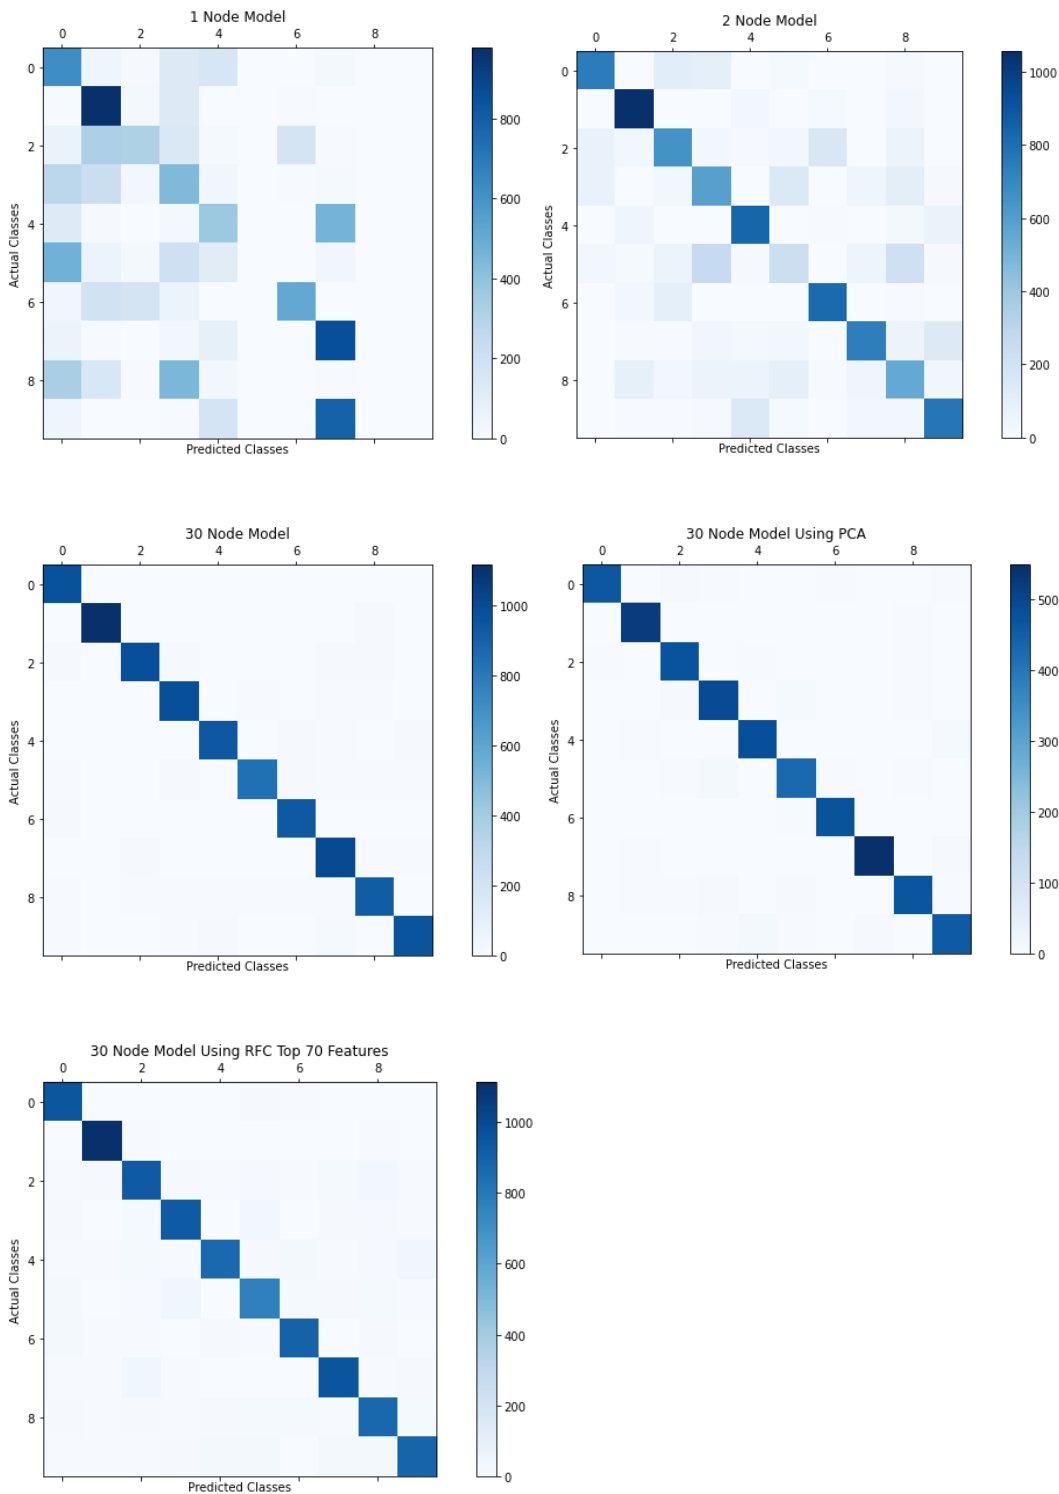 1 Node Model
0 2 4 6 8
0
2
4
6
8
Actual Classes
Predicted Classes
800
600
400
200
0
2 Node Model
0 2 4 6 8
0
2
4
6
8
Actual Classes
Predicted Classes
1000
800
600
400
200
0
30 Node Model
0 2 4 6 8
0
2
4
6
8
Actual Classes
Predicted Classes
1000
800
600
400
200
0
30 Node Model Using PCA
0 2 4 6 8
0
2
4
6
8
Actual Classes
Predicted Classes
500
400
300
200
100
0
30 Node Model Using RFC Top 70 Features
0 2 4 6 8
0
2
4
6
8
Actual Classes
Predicted Classes
1000
800
600
400
200
0